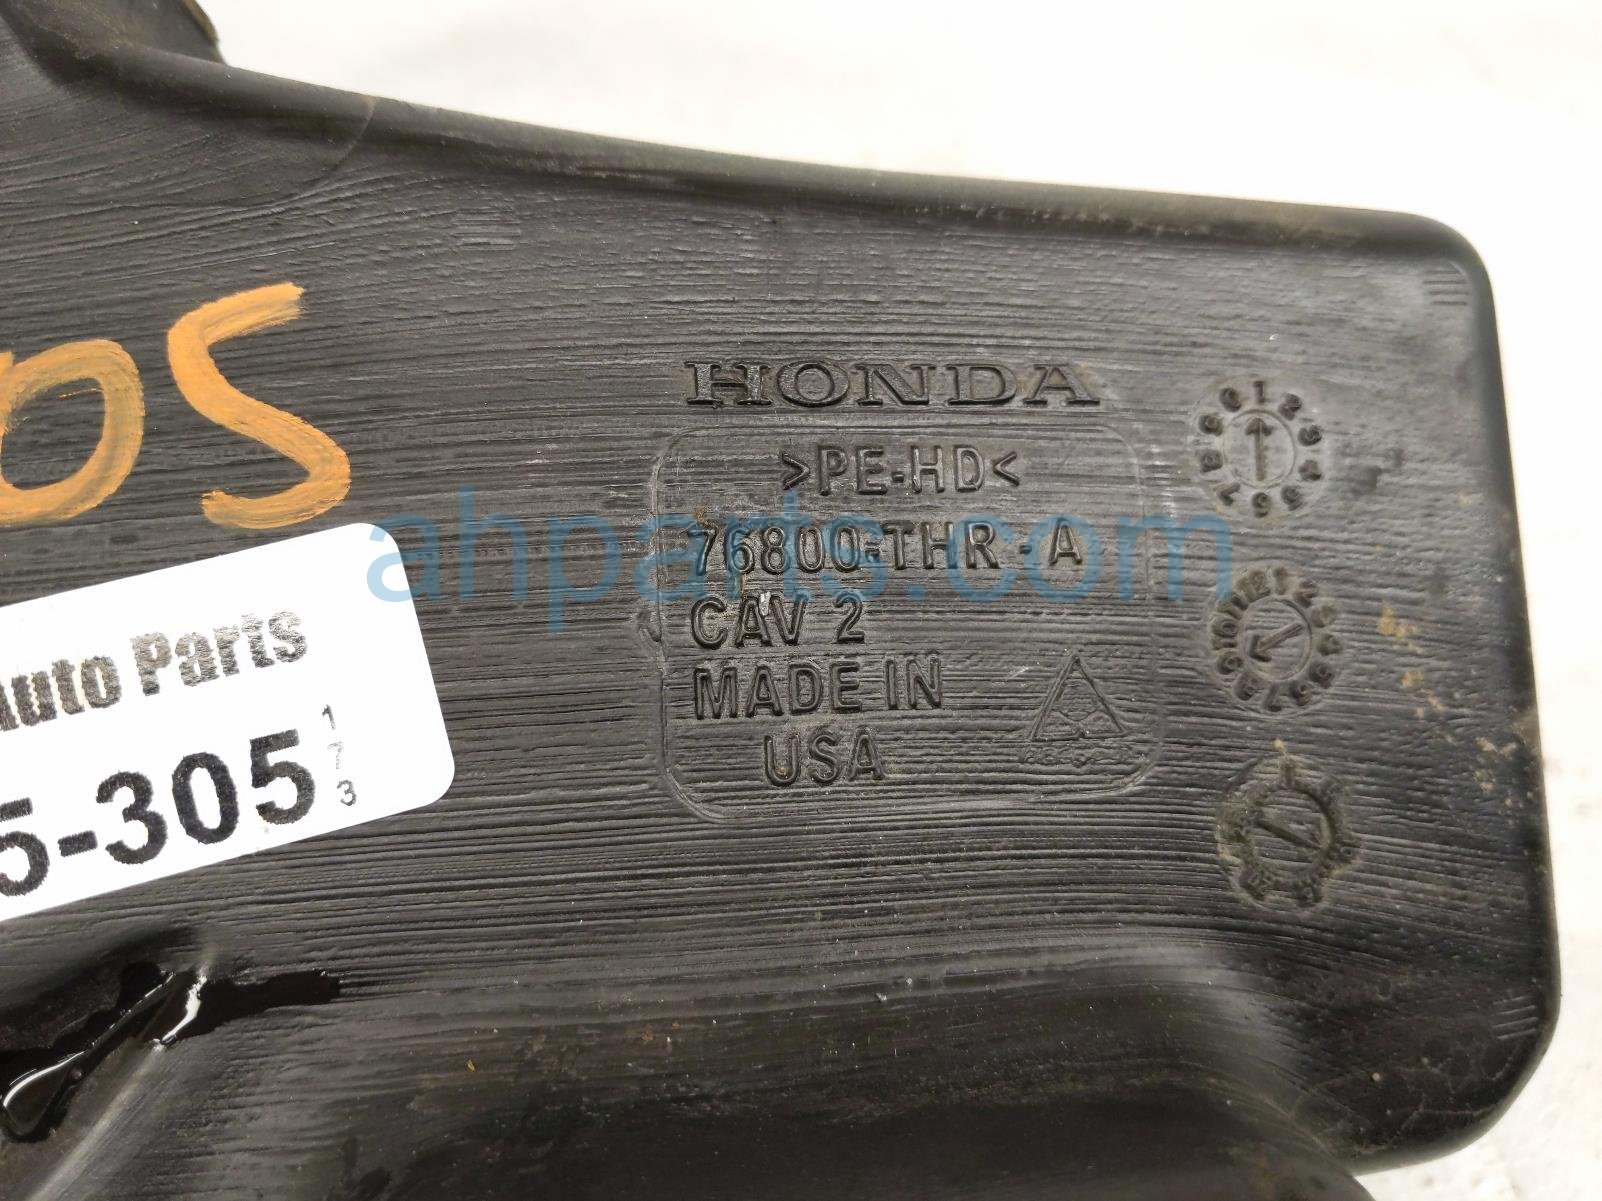 HONDA
>PE-HD<
76800-THR-A
CAV 2
MADE IN
USA
ahparts.com
OS
Auto Parts
5-305
1
7
3